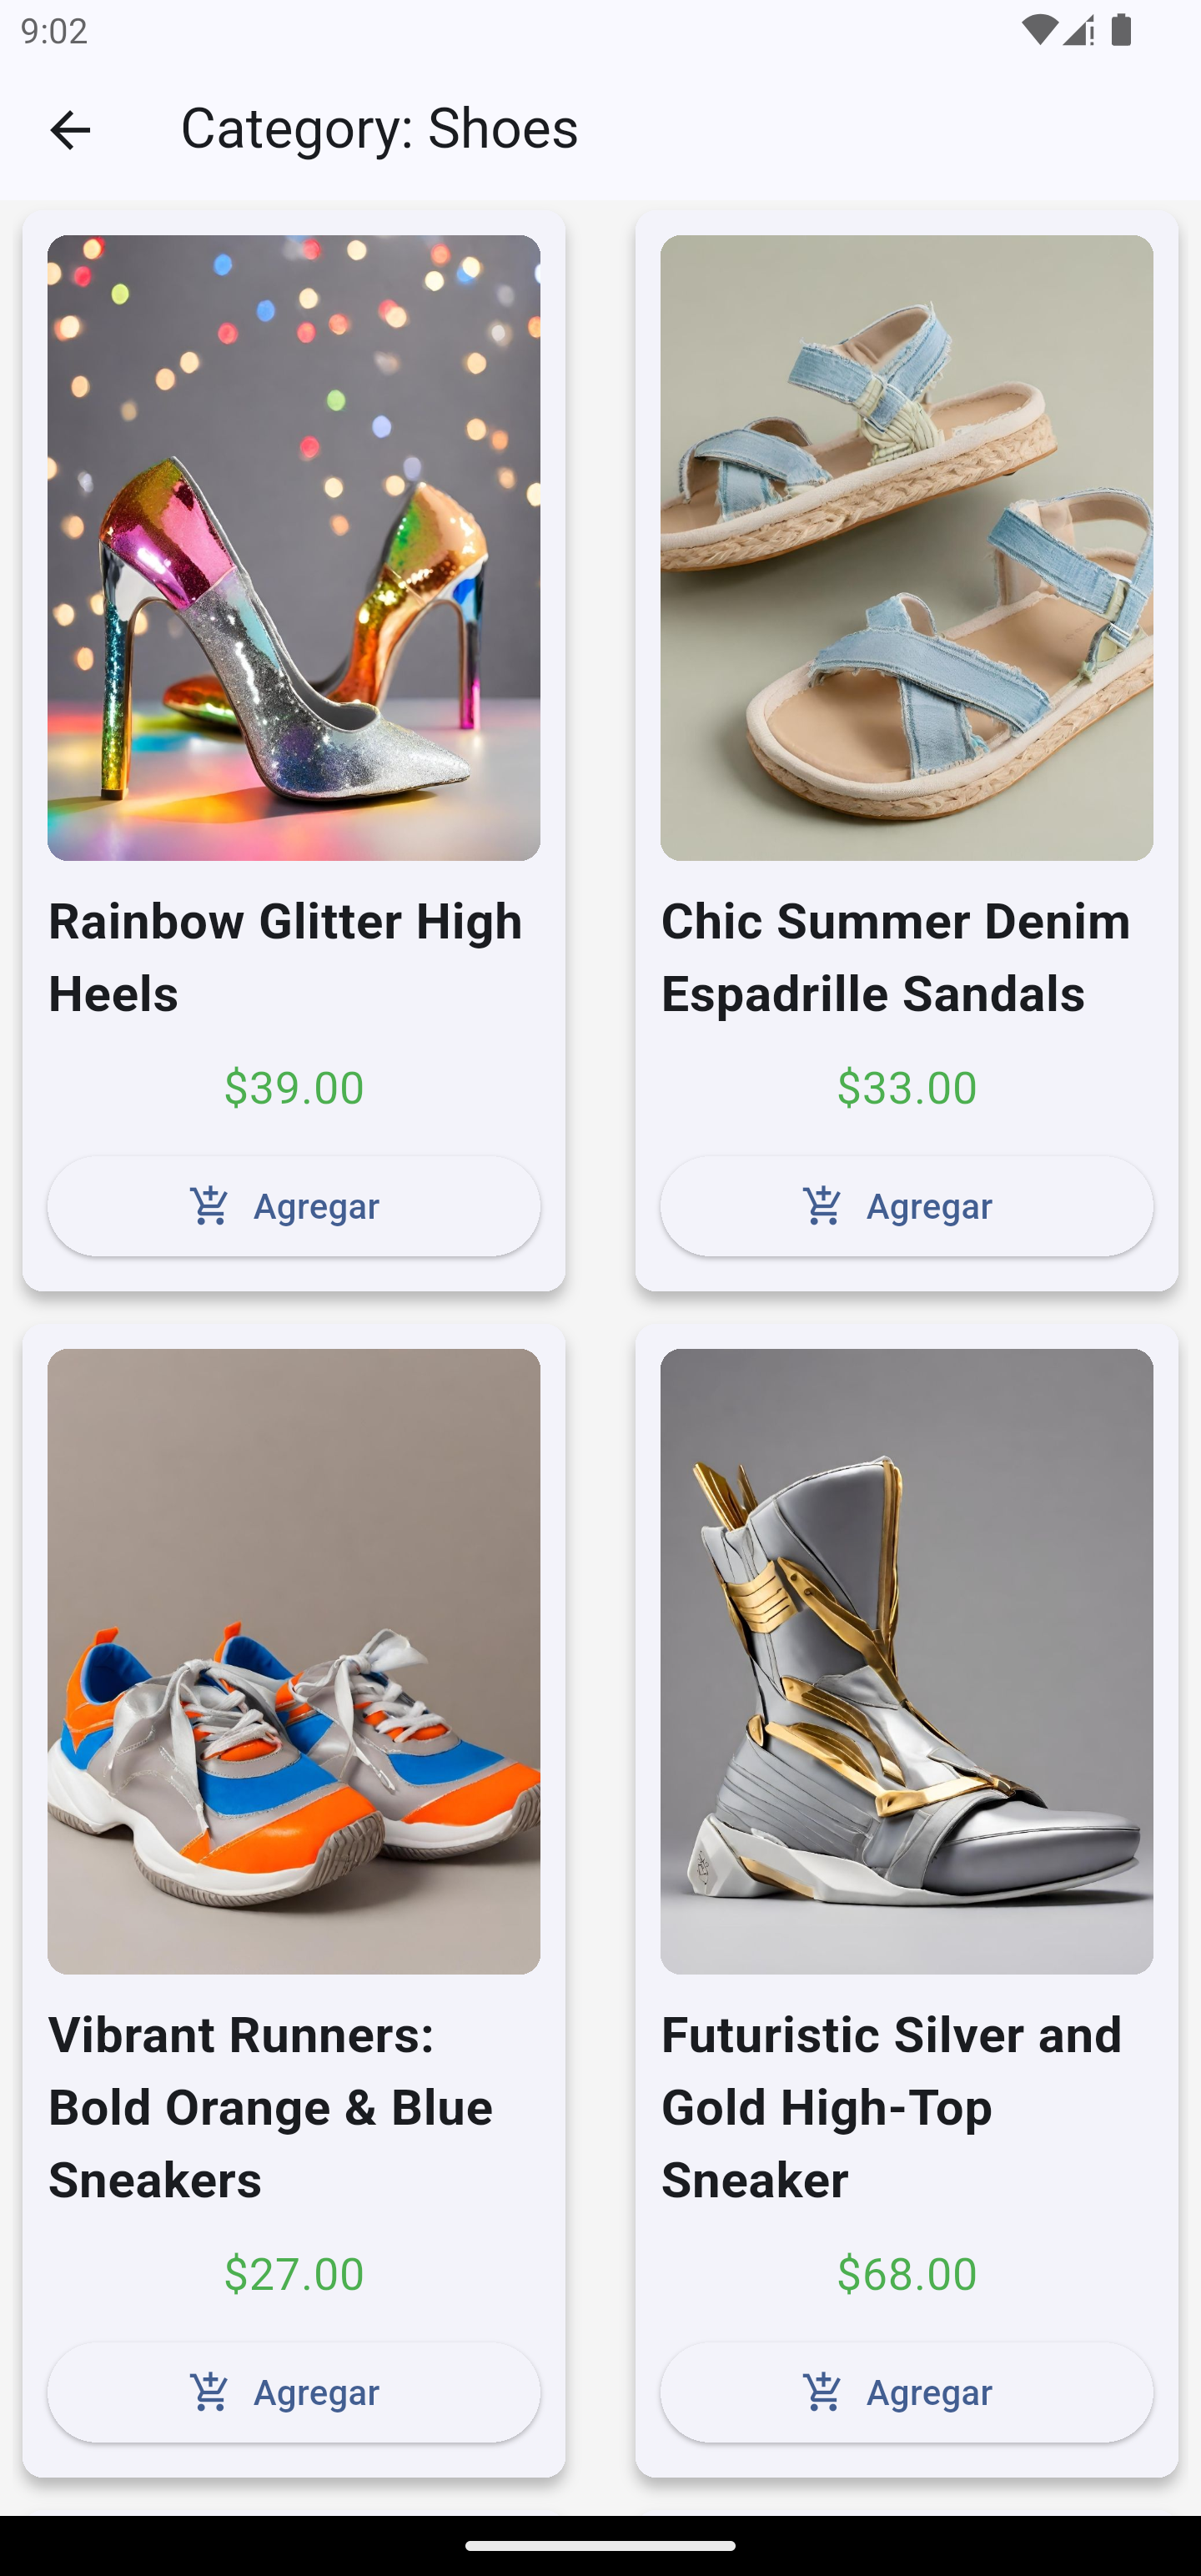 9:02
Category: Shoes
Rainbow Glitter High
Heels
$39.00
Agregar
Chic Summer Denim
Espadrille Sandals
$33.00
Agregar
Vibrant Runners:
Bold Orange & Blue
Sneakers
$27.00
Agregar
Futuristic Silver and
Gold High-Top
Sneaker
$68.00
Agregar